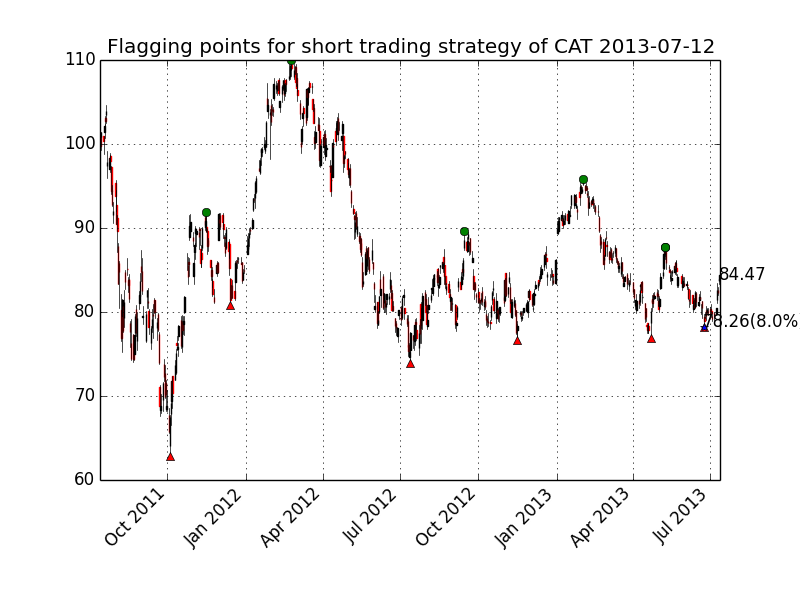 Flagging points for short trading strategy of CAT 2013-07-12
110
100
90
80
70
60
84.47
8.26(8.0%
Oct 2011
Jan 2012
Apr 2012
Jul 2012
Oct 2012
Jan 2013
Apr 2013
Jul 2013